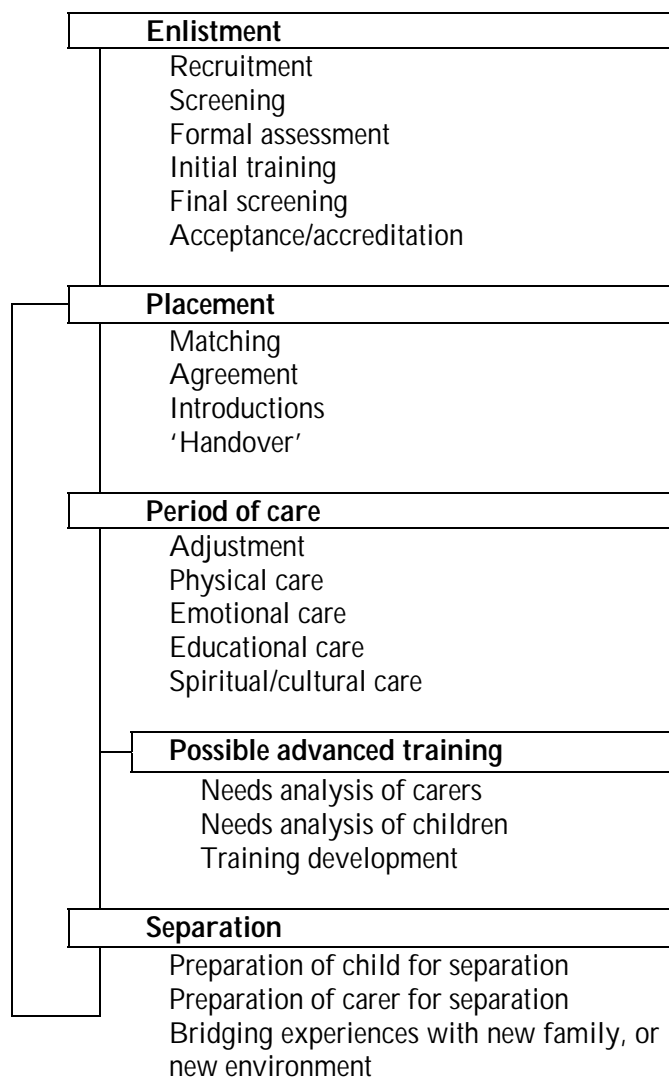 Enlistment
Recruitment
Screening
Formal assessment
Initial training
Final screening
Acceptance/accreditation
Placement
Matching
Agreement
Introductions
‘Handover’
Period of care
Adjustment
Physical care
Emotional care
Educational care
Spiritual/cultural care
Possible advanced training
Needs analysis of carers
Needs analysis of children
Training development
Separation
Preparation of child for separation
Preparation of carer for separation
Bridging experiences with new family, or
new environment